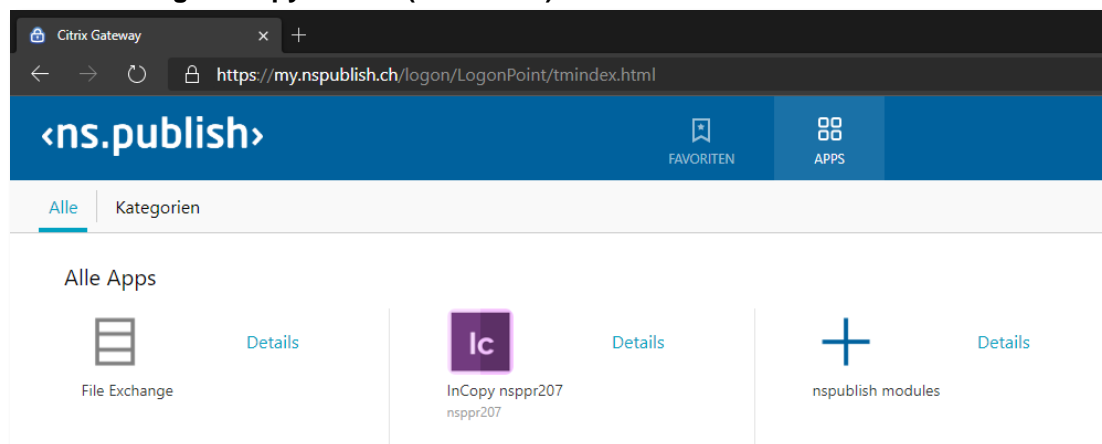 Citrix Gateway
https://my.nspublish.ch/logon/LogonPoint/tmindex.html
<ns.publish>
FAVORITEN
APPS
Alle
Kategorien
Alle Apps
Details
Ic
Details
Details
File Exchange
InCopy nsppr207
nspublish modules
nsppr207